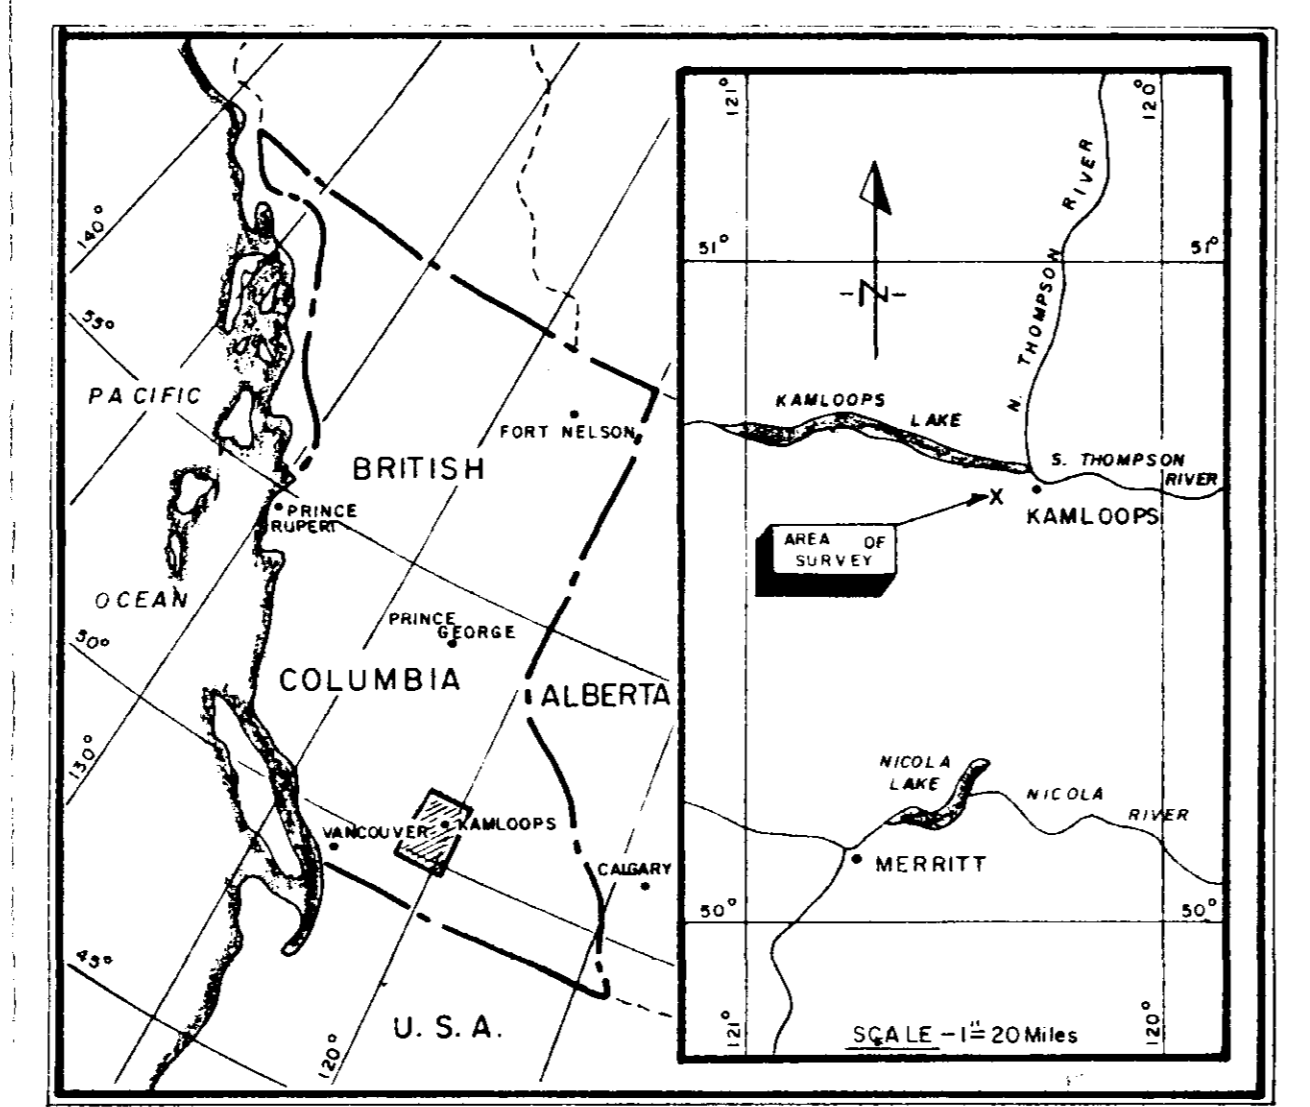 140°
55°
PACIFIC
FORT NELSON
BRITISH
PRINCE
RUPERT
OCEAN
PRINCE
GEORGE
50°
COLUMBIA
ALBERTA
130°
VANCOUVER
KAMLOOPS
CALGARY
45°
U. S. A.
120°
121°
120°
RIVER
51°
51°
-N-
THOMPSON
N.
KAMLOOPS
LAKE
S. THOMPSON
RIVER
X
KAMLOOPS
AREA OF
SURVEY
NICOLA
LAKE
NICOLA
RIVER
MERRITT
50°
50°
121°
120°
SCALE - 1" = 20 Miles